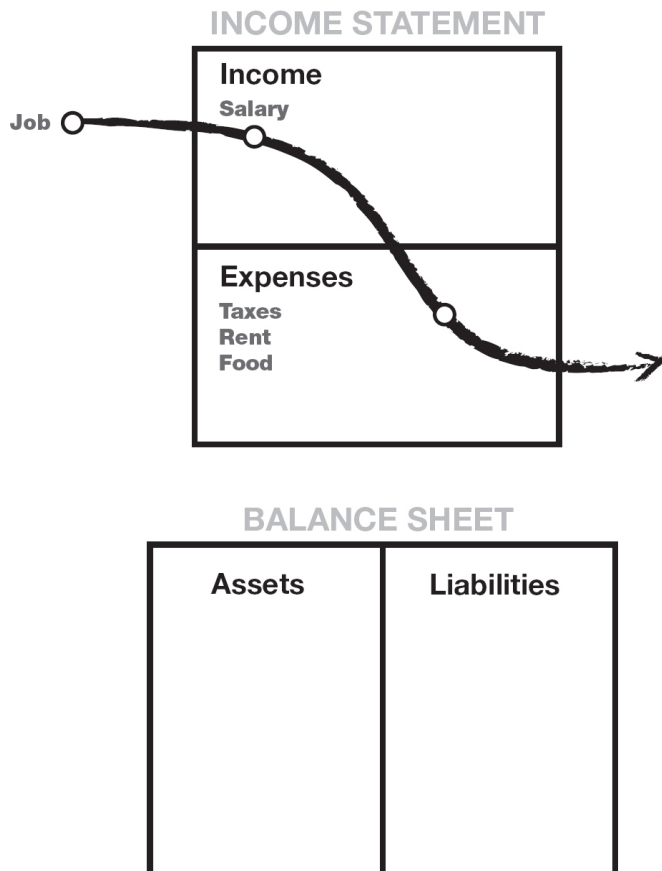 INCOME STATEMENT
Income
Salary
Job
Expenses
Taxes
Rent
Food
BALANCE SHEET
Assets
Liabilities